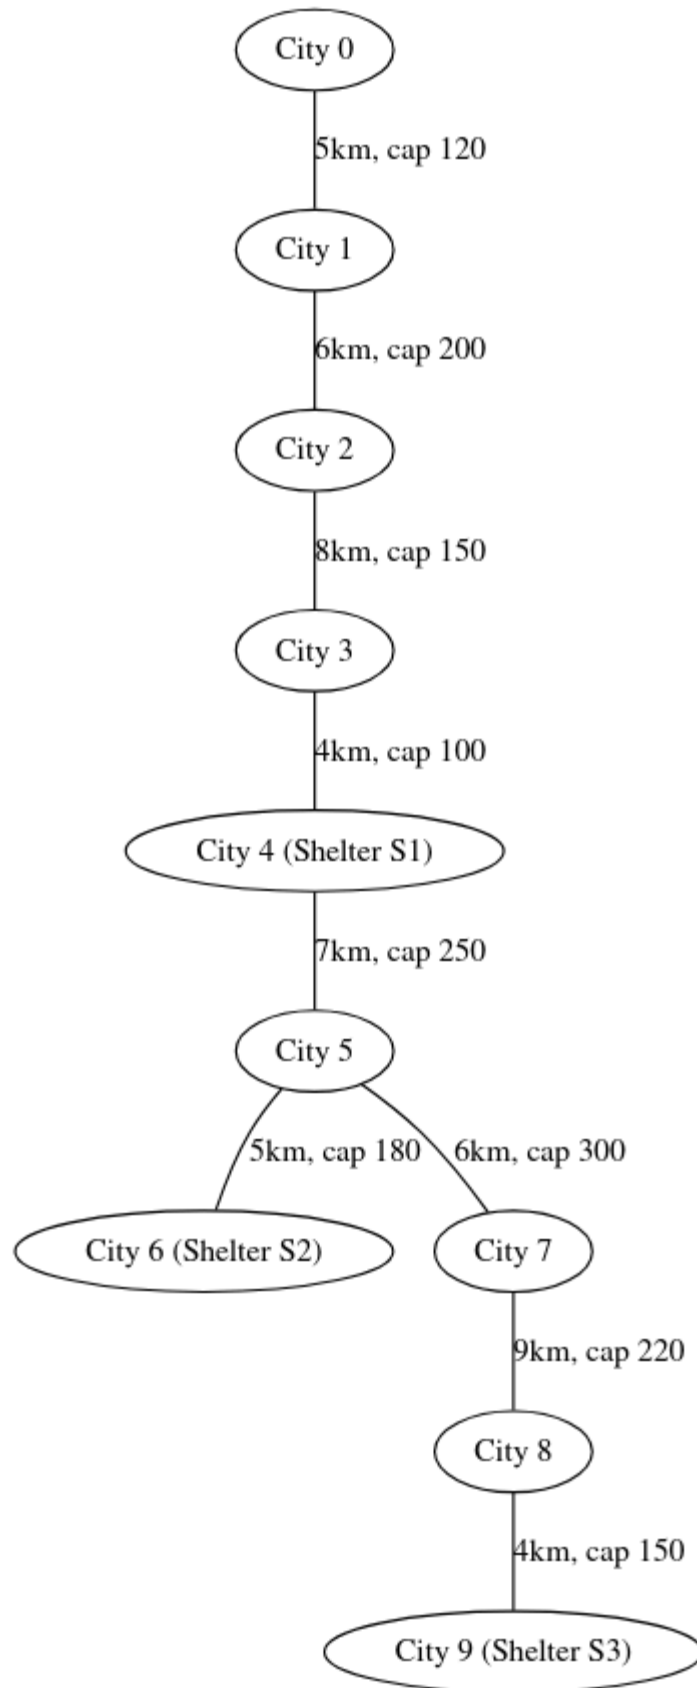 City 0
5km, cap 120
City 1
6km, cap 200
City 2
8km, cap 150
City 3
4km, cap 100
City 4 (Shelter S1)
7km, cap 250
City 5
5km, cap 180
6km, cap 300
City 6 (Shelter S2)
City 7
9km, cap 220
City 8
4km, cap 150
City 9 (Shelter S3)